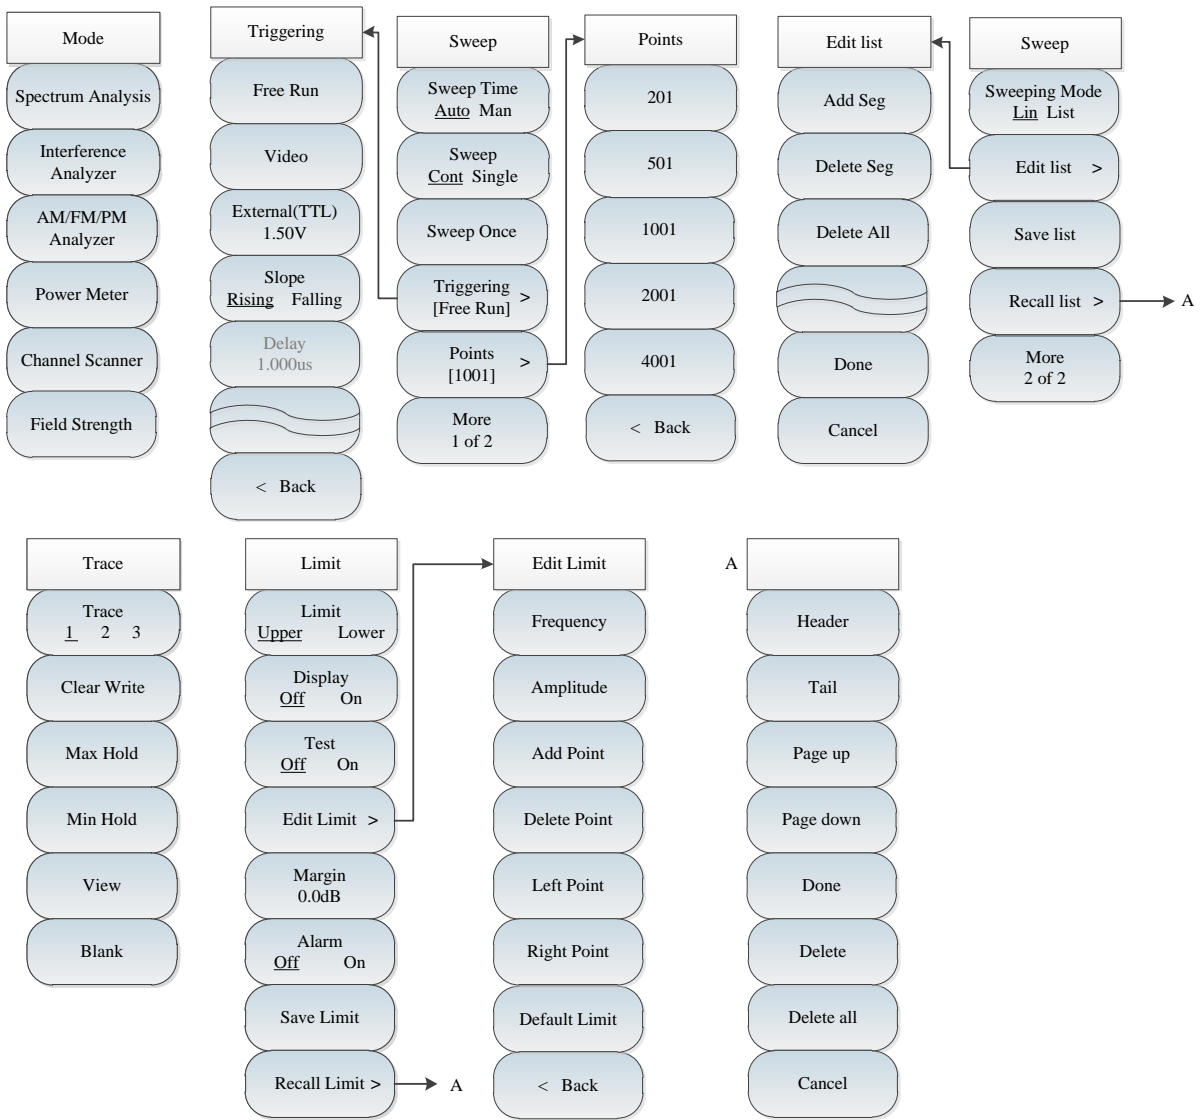 Mode
Spectrum Analysis
Interference
Analyzer
AM/FM/PM
Analyzer
Power Meter
Channel Scanner
Field Strength
Triggering
Free Run
Video
External(TTL)
1.50V
Slope
Rising Falling
Delay
1.000us
< Back
Sweep
Sweep Time
Auto Man
Sweep
Cont Single
Sweep Once
Triggering
[Free Run] >
Points
[1001] >
More
1 of 2
Points
201
501
1001
2001
4001
< Back
Edit list
Add Seg
Delete Seg
Delete All
Done
Cancel
Sweep
Sweeping Mode
Lin List
Edit list >
Save list
Recall list >
A
More
2 of 2
Trace
Trace
1 2 3
Clear Write
Max Hold
Min Hold
View
Blank
Limit
Limit
Upper Lower
Display
Off On
Test
Off On
Edit Limit >
Margin
0.0dB
Alarm
Off On
Save Limit
Recall Limit >
A
Edit Limit
Frequency
Amplitude
Add Point
Delete Point
Left Point
Right Point
Default Limit
< Back
A
Header
Tail
Page up
Page down
Done
Delete
Delete all
Cancel